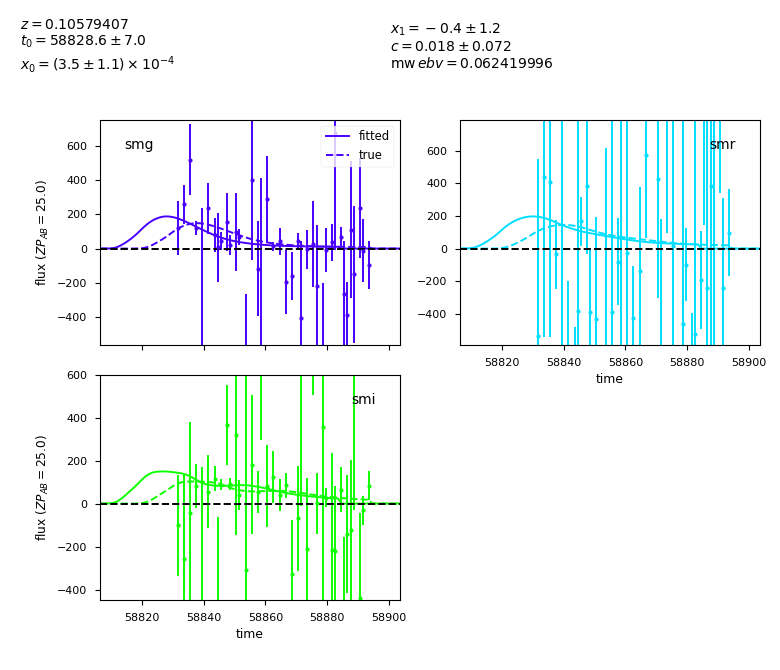 z = 0.10579407
t₀ = 58828.6 ± 7.0
x₀ = (3.5 ± 1.1) × 10⁻⁴
x₁ = −0.4 ± 1.2
c = 0.018 ± 0.072
mw ebv = 0.062419996
smg
fitted
true
600
400
200
0
−200
−400
flux (ZP_AB = 25.0)
smr
600
400
200
0
−200
−400
58820 58840 58860 58880 58900
time
smi
600
400
200
0
−200
−400
flux (ZP_AB = 25.0)
58820 58840 58860 58880 58900
time